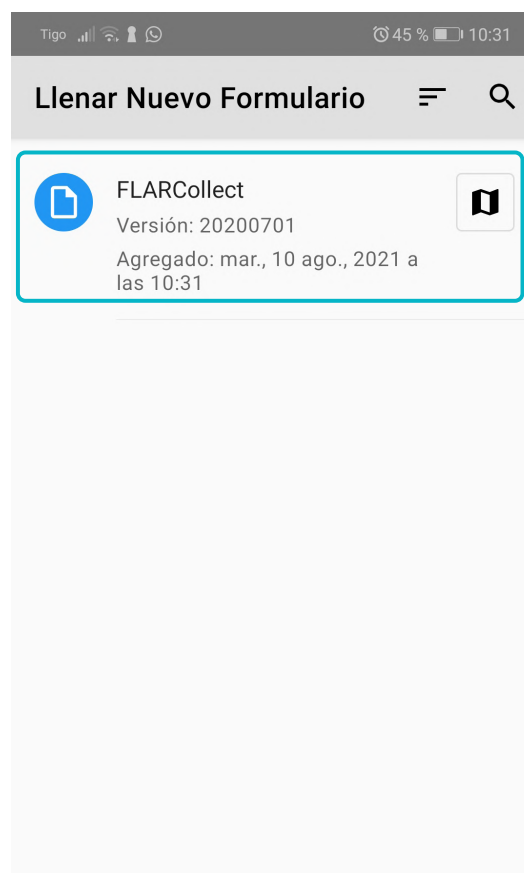 Tigo 45 % 10:31
Llenar Nuevo Formulario
FLARCollect
Versión: 20200701
Agregado: mar., 10 ago., 2021 a
las 10:31